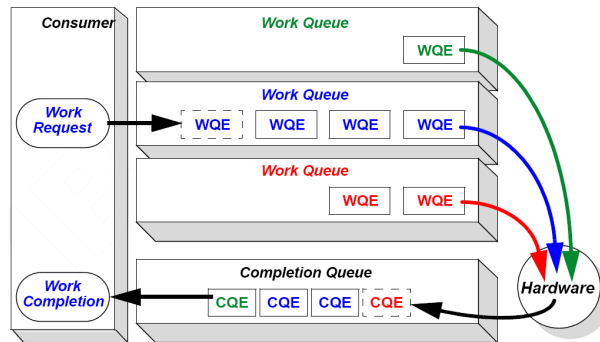 Consumer
Work Queue
WQE
Work Queue
Work
Request
WQE WQE WQE WQE
Work Queue
WQE WQE
Completion Queue
Work
Completion
CQE CQE CQE CQE
Hardware